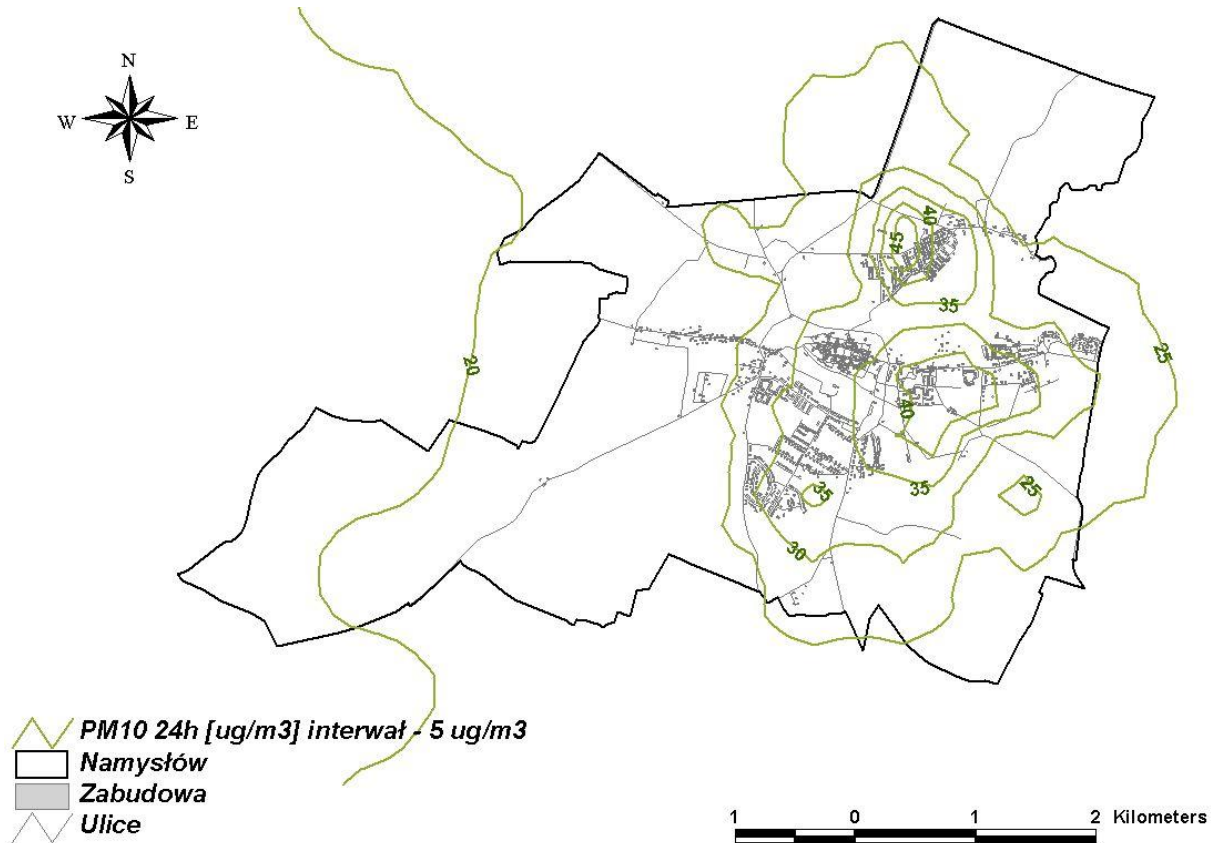 N
W E
S
40
45
35
25
20
40
35
35
25
30
PM10 24h [ug/m3] interwał - 5 ug/m3
Namysłów
Zabudowa
Ulice
1 0 1 2 Kilometers